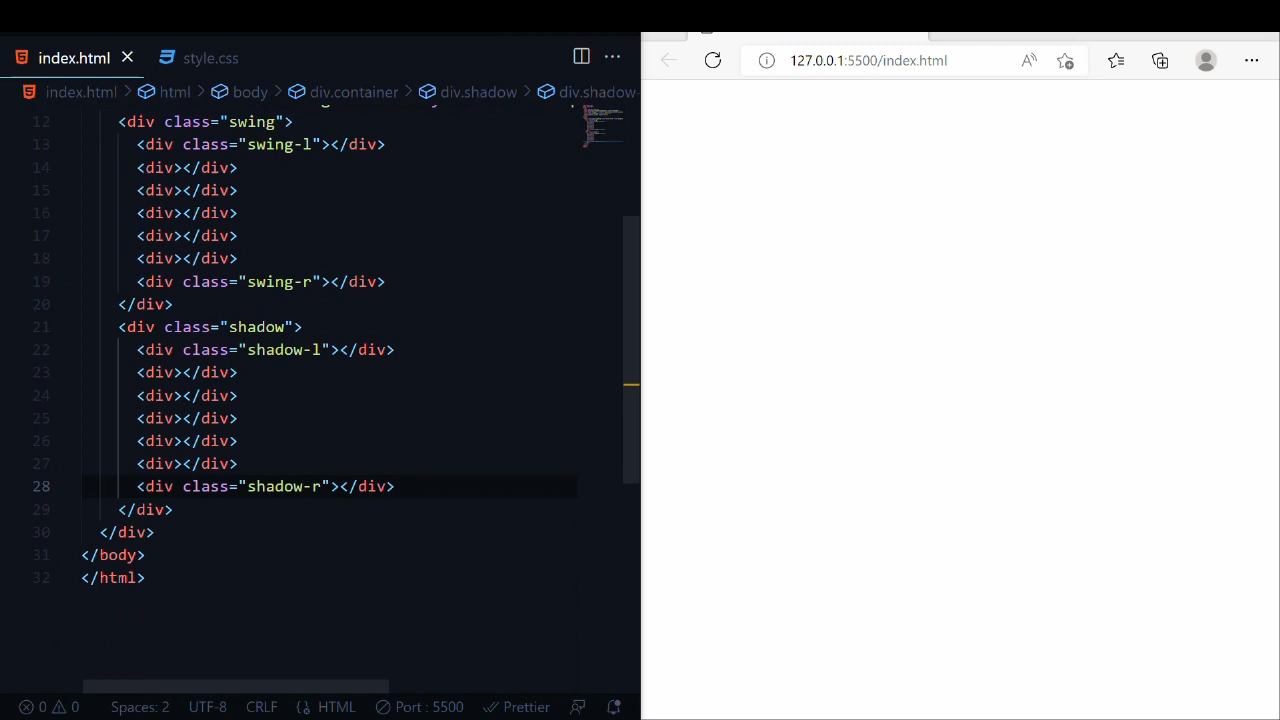 index.html
style.css
127.0.0.1:5500/index.html
index.html > html > body > div.container > div.shadow > div.shadow-
12 <div class="swing">
13 <div class="swing-l"></div>
14 <div></div>
15 <div></div>
16 <div></div>
17 <div></div>
18 <div></div>
19 <div class="swing-r"></div>
20 </div>
21 <div class="shadow">
22 <div class="shadow-l"></div>
23 <div></div>
24 <div></div>
25 <div></div>
26 <div></div>
27 <div></div>
28 <div class="shadow-r"></div>
29 </div>
30 </div>
31 </body>
32 </html>
0 0 Spaces: 2 UTF-8 CRLF HTML Port : 5500 Prettier